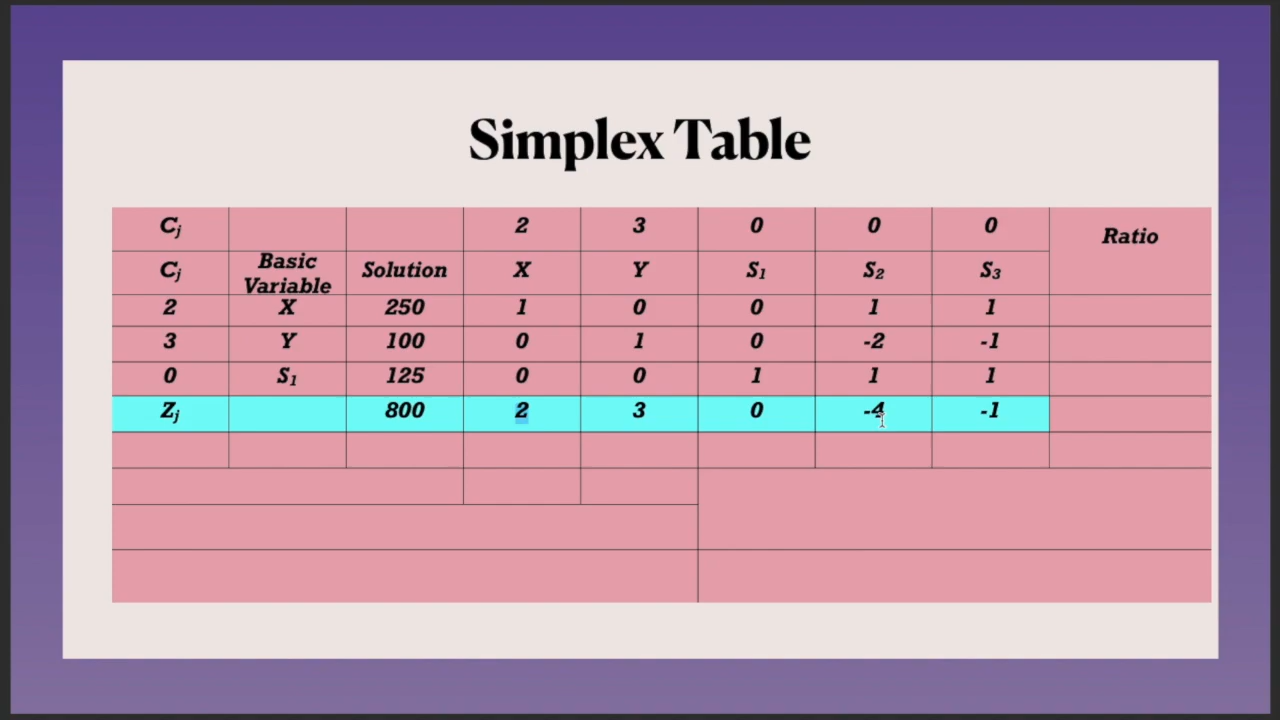 Simplex Table
Cj 2 3 0 0 0 Ratio
Cj Basic Variable Solution X Y S1 S2 S3
2 X 250 1 0 0 1 1
3 Y 100 0 1 0 -2 -1
0 S1 125 0 0 1 1 1
Zj 800 2 3 0 -4 -1